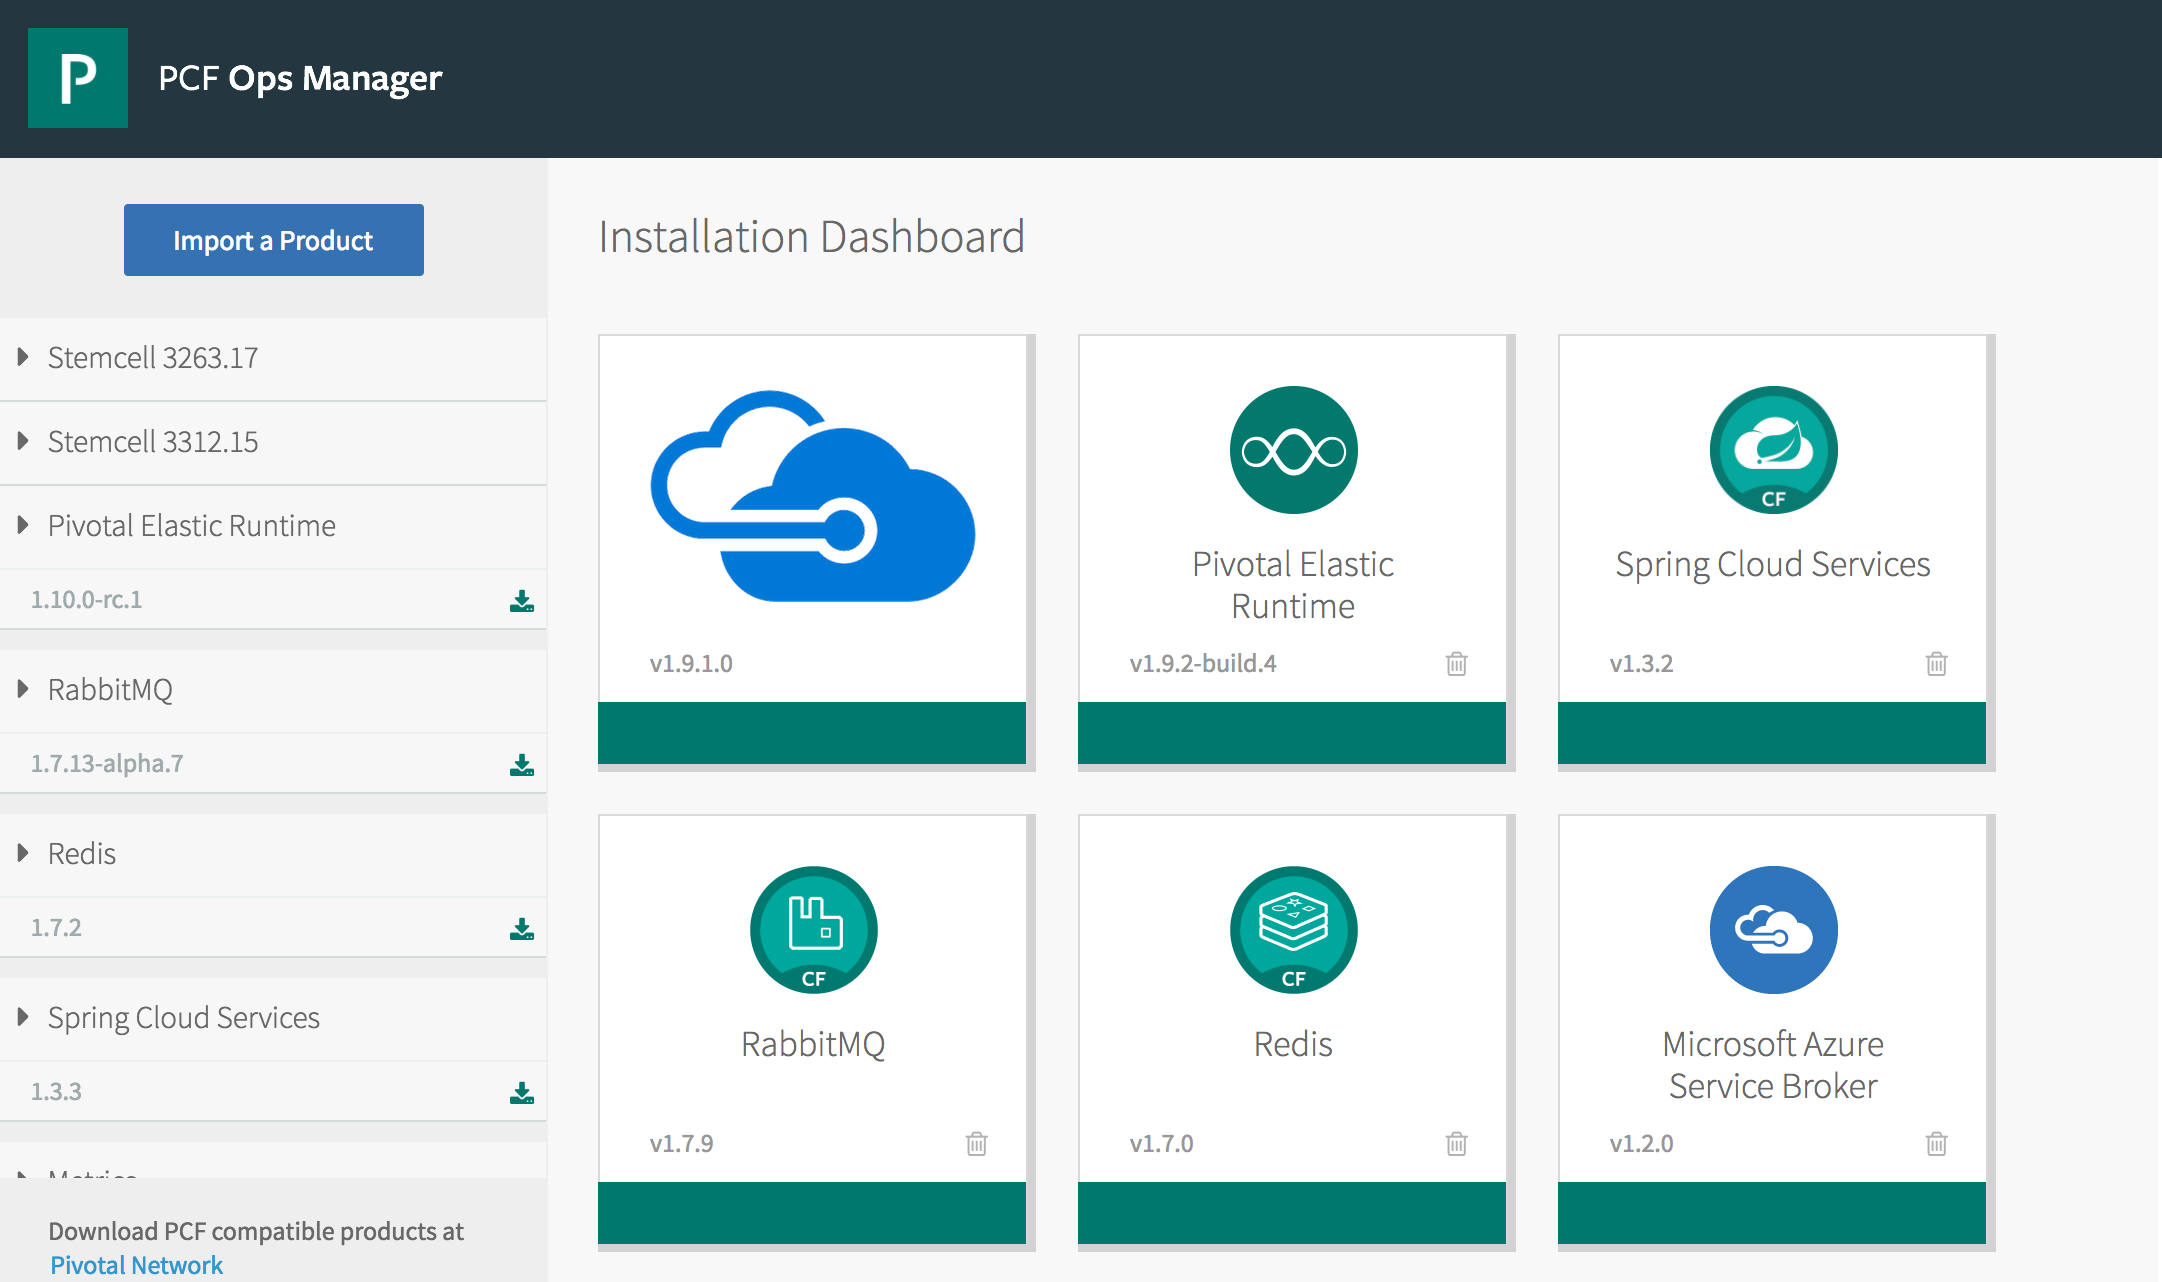 P
PCF Ops Manager
Import a Product
Stemcell 3263.17
Stemcell 3312.15
Pivotal Elastic Runtime
1.10.0-rc.1
RabbitMQ
1.7.13-alpha.7
Redis
1.7.2
Spring Cloud Services
1.3.3
Metrics
Download PCF compatible products at
Pivotal Network
Installation Dashboard
v1.9.1.0
Pivotal Elastic
Runtime
v1.9.2-build.4
CF
Spring Cloud Services
v1.3.2
CF
RabbitMQ
v1.7.9
CF
Redis
v1.7.0
Microsoft Azure
Service Broker
v1.2.0